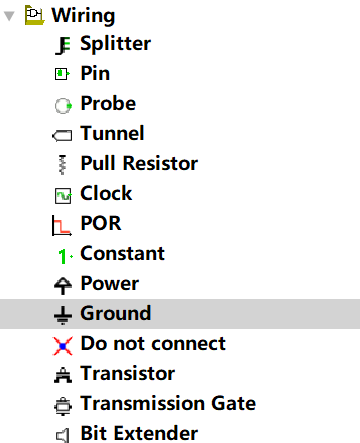 Wiring
Splitter
Pin
Probe
Tunnel
Pull Resistor
Clock
POR
1 Constant
Power
Ground
Do not connect
Transistor
Transmission Gate
Bit Extender